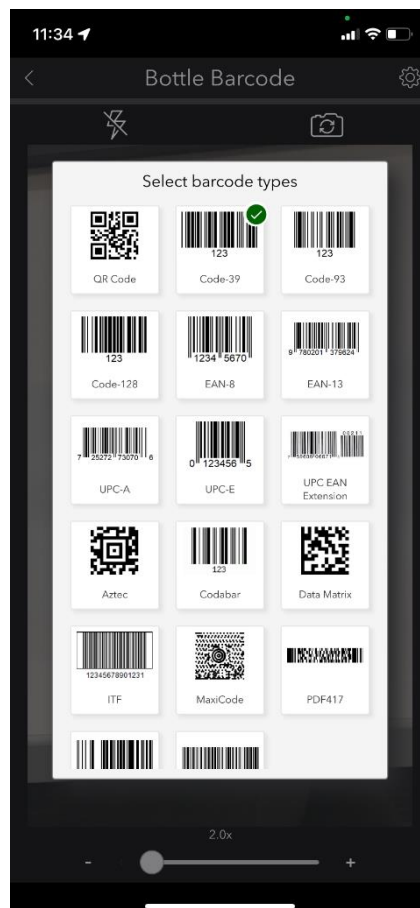 11:34
Bottle Barcode
Select barcode types
123
123
QR Code
Code-39
Code-93
123
1234 5670
9 780201 379624
Code-128
EAN-8
EAN-13
7 25272 73070 6
0 123456 5
UPC-A
UPC-E
UPC EAN
Extension
123
Aztec
Codabar
Data Matrix
12345678901231
ITF
MaxiCode
PDF417
2.0x
- +